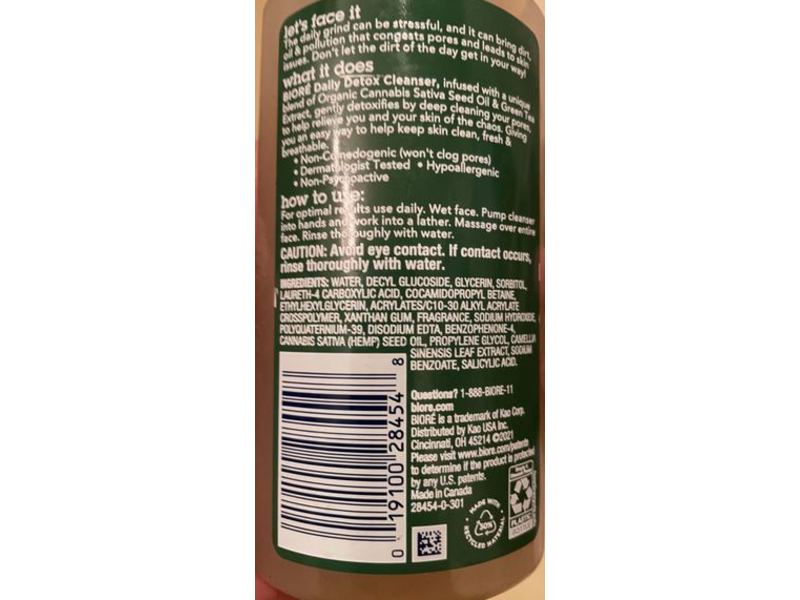 let's face it
The daily grind can be stressful, and it can bring dirt,
oil & pollution that congests pores and leads to skin
issues. Don't let the dirt of the day get in your way!
what it does
BIORÉ Daily Detox Cleanser, infused with a unique
blend of Organic Cannabis Sativa Seed Oil & Green Tea
Extract, gently detoxifies by deep cleaning your pores,
to help relieve you and your skin of the chaos. Giving
you an easy way to help keep skin clean, fresh &
breathable.
• Non-Comedogenic (won't clog pores)
• Dermatologist Tested • Hypoallergenic
• Non-Psychoactive
how to use:
For optimal results use daily. Wet face. Pump cleanser
into hands and work into a lather. Massage over entire
face. Rinse thoroughly with water.
CAUTION: Avoid eye contact. If contact occurs,
rinse thoroughly with water.
INGREDIENTS: WATER, DECYL GLUCOSIDE, GLYCERIN, SORBITOL,
LAURETH-4 CARBOXYLIC ACID, COCAMIDOPROPYL BETAINE,
ETHYLHEXYLGLYCERIN, ACRYLATES/C10-30 ALKYL ACRYLATE
CROSSPOLYMER, XANTHAN GUM, FRAGRANCE, SODIUM HYDROXIDE,
POLYQUATERNIUM-39, DISODIUM EDTA, BENZOPHENONE-4,
CANNABIS SATIVA (HEMP) SEED OIL, PROPYLENE GLYCOL, CAMELLIA
SINENSIS LEAF EXTRACT, SODIUM
BENZOATE, SALICYLIC ACID.
0 19100 28454 8
Questions? 1-888-BIORE-11
biore.com
BIORÉ is a trademark of Kao Corp.
Distributed by Kao USA Inc.
Cincinnati, OH 45214 ©2021
Please visit www.biore.com/patents
to determine if the product is protected
by any U.S. patents.
Made in Canada
28454-0-301
MADE WITH
30%
RECYCLED MATERIAL
PLASTIC